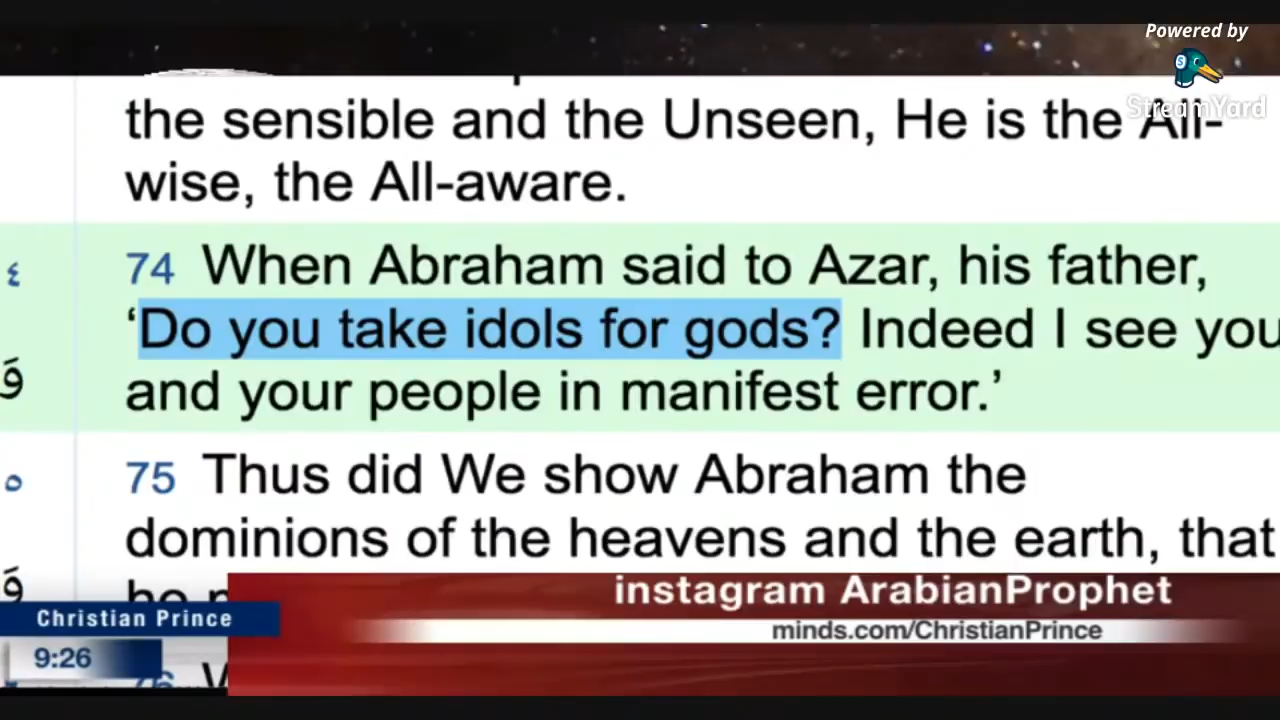 Powered by
StreamYard
the sensible and the Unseen, He is the All-
wise, the All-aware.
٤
74 When Abraham said to Azar, his father,
‘Do you take idols for gods? Indeed I see you
and your people in manifest error.’
٥
75 Thus did We show Abraham the
dominions of the heavens and the earth, that
instagram ArabianProphet
minds.com/ChristianPrince
Christian Prince
9:26